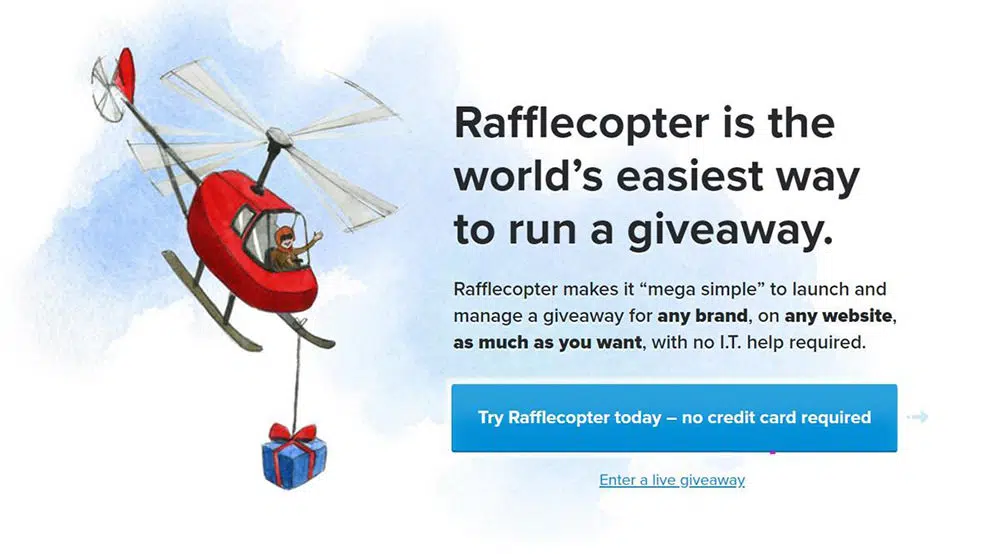 Rafflecopter is the
world’s easiest way
to run a giveaway.
Rafflecopter makes it “mega simple” to launch and
manage a giveaway for any brand, on any website,
as much as you want, with no I.T. help required.
Try Rafflecopter today – no credit card required
Enter a live giveaway